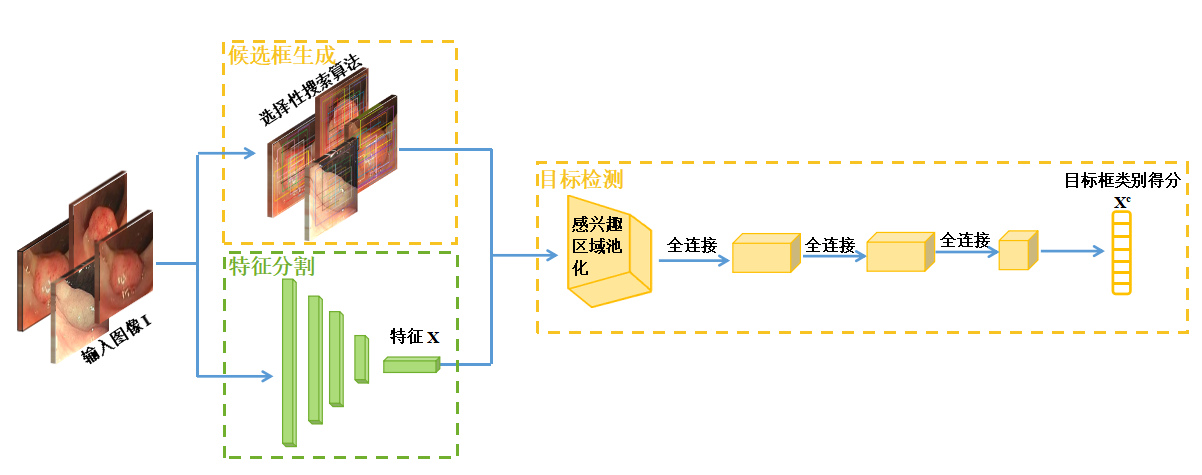 候选框生成
选择性搜索算法
输入图像 I
特征分割
特征 X
目标检测
感兴趣
区域池
化
全连接
全连接
全连接
目标框类别得分
Xᶜ